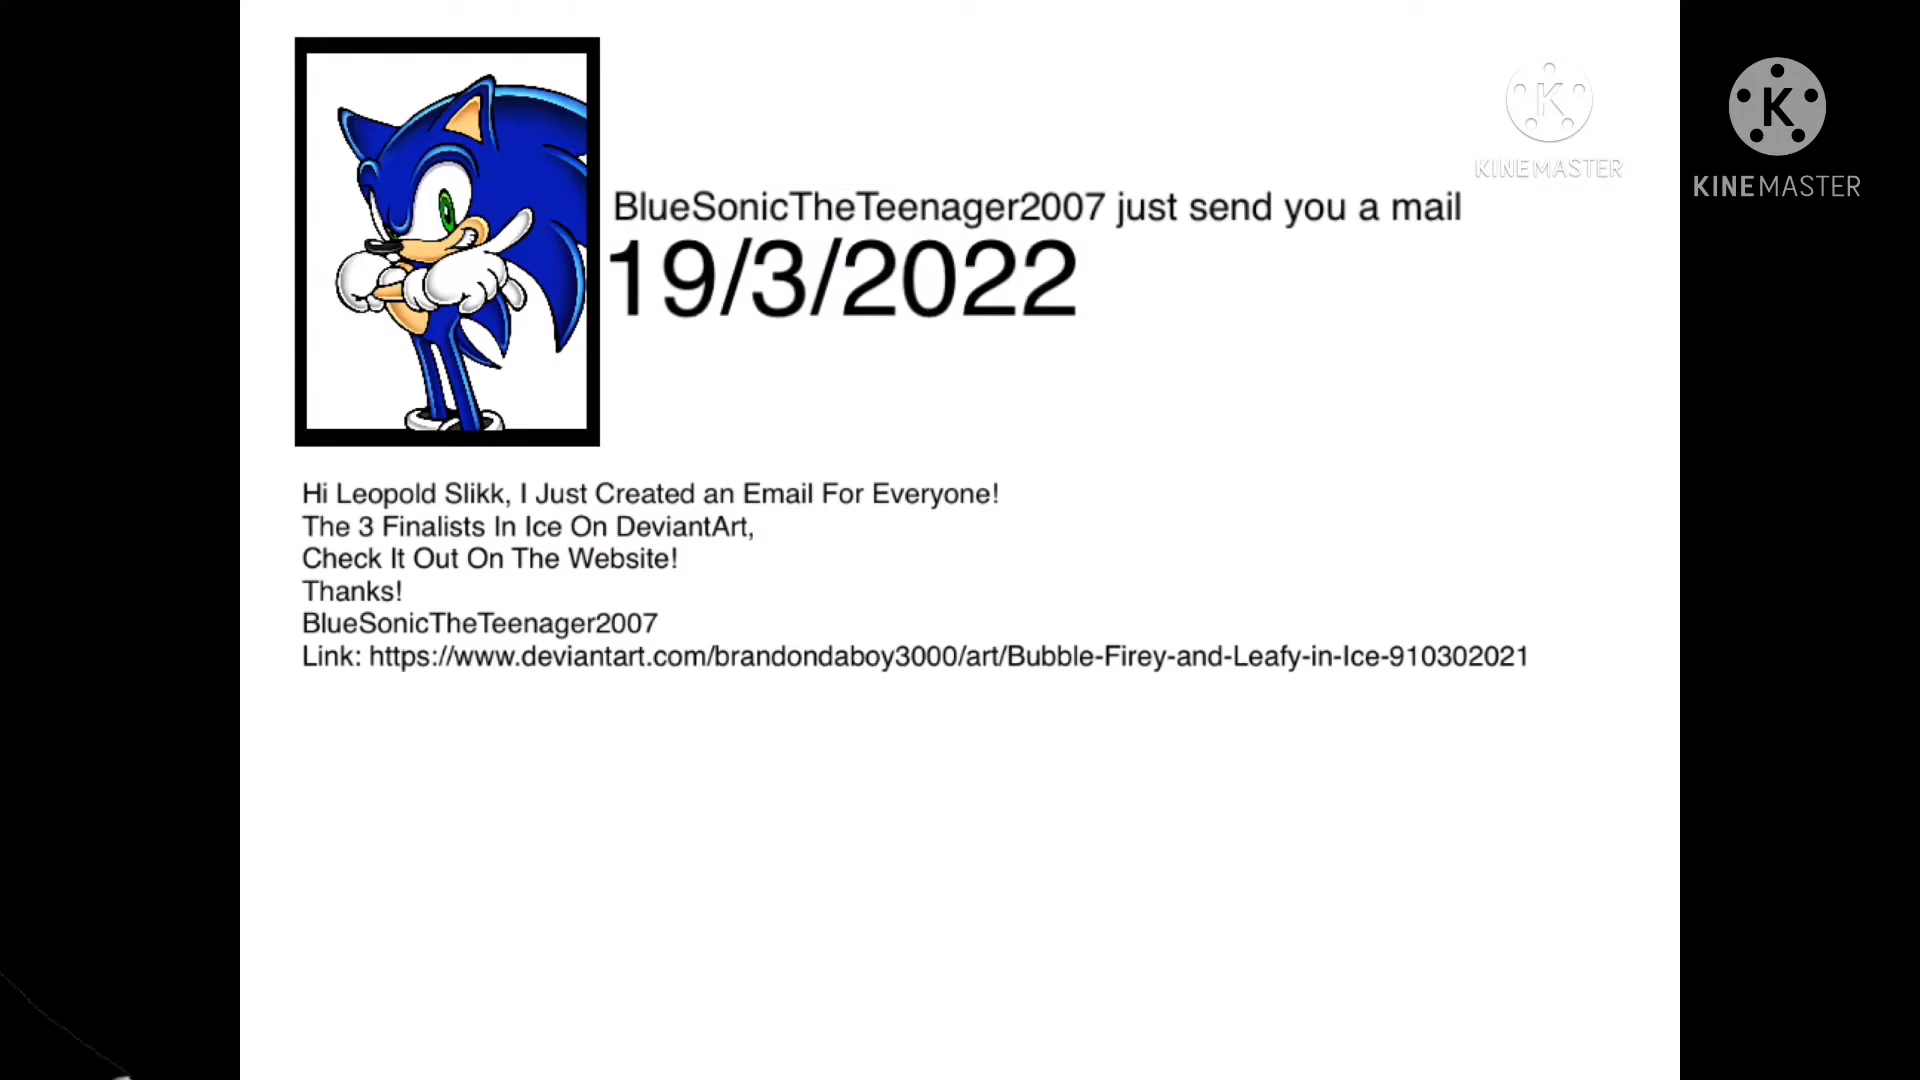 K
KINEMASTER
K
KINEMASTER
BlueSonicTheTeenager2007 just send you a mail
19/3/2022
Hi Leopold Slikk, I Just Created an Email For Everyone!
The 3 Finalists In Ice On DeviantArt,
Check It Out On The Website!
Thanks!
BlueSonicTheTeenager2007
Link: https://www.deviantart.com/brandondaboy3000/art/Bubble-Firey-and-Leafy-in-Ice-910302021